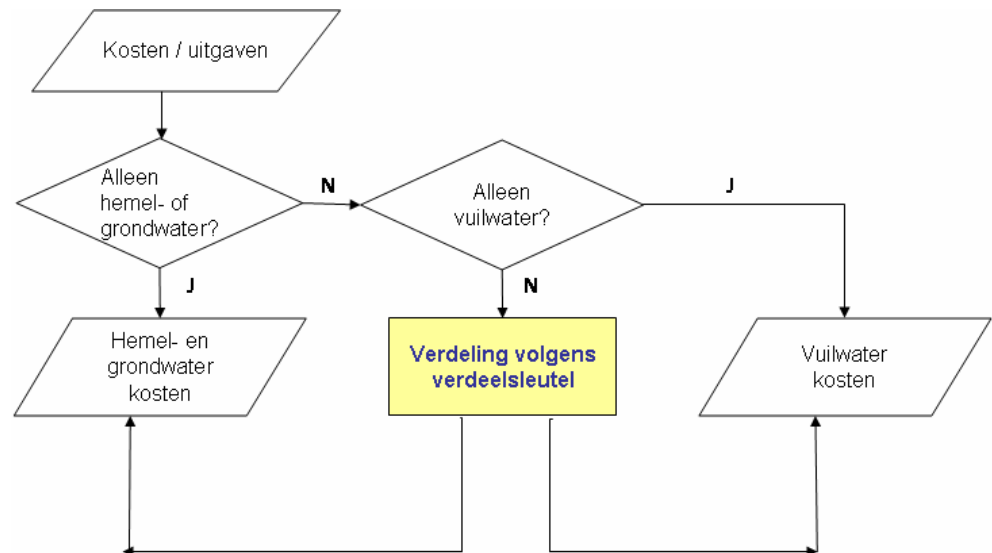 Kosten / uitgaven
Alleen
hemel- of
grondwater?
N
Alleen
vuilwater?
J
J
N
Hemel- en
grondwater
kosten
Verdeling volgens
verdeelsleutel
Vuilwater
kosten